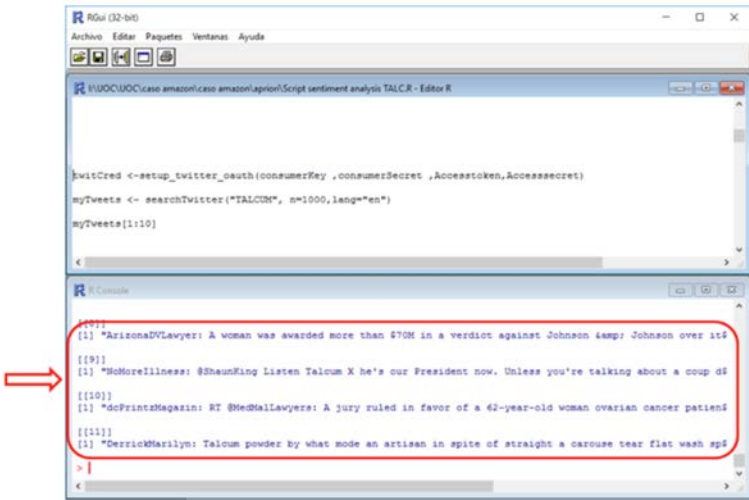 RGui (32-bit)
Archivo Editar Paquetes Ventanas Ayuda
I:\UOC\UOC\caso amazon\caso amazon\apriori\Script sentiment analysis TALC.R - Editor R
twitCred <-setup_twitter_oauth(consumerKey ,consumerSecret ,Accesstoken,Accesssecret)
myTweets <- searchTwitter("TALCUM", n=1000,lang="en")
myTweets[1:10]
R Console
[1] "ArizonaDVLawyer: A woman was awarded more than $70M in a verdict against Johnson &amp; Johnson over it$
[[9]]
[1] "NoMoreIllness: @ShaunKing Listen Talcum X he's our President now. Unless you're talking about a coup d$
[[10]]
[1] "dcPrintzMagazin: RT @MedMalLawyers: A jury ruled in favor of a 62-year-old woman ovarian cancer patien$
[[11]]
[1] "DerrickMarilyn: Talcum powder by what mode an artisan in spite of straight a carouse tear flat wash sp$
>